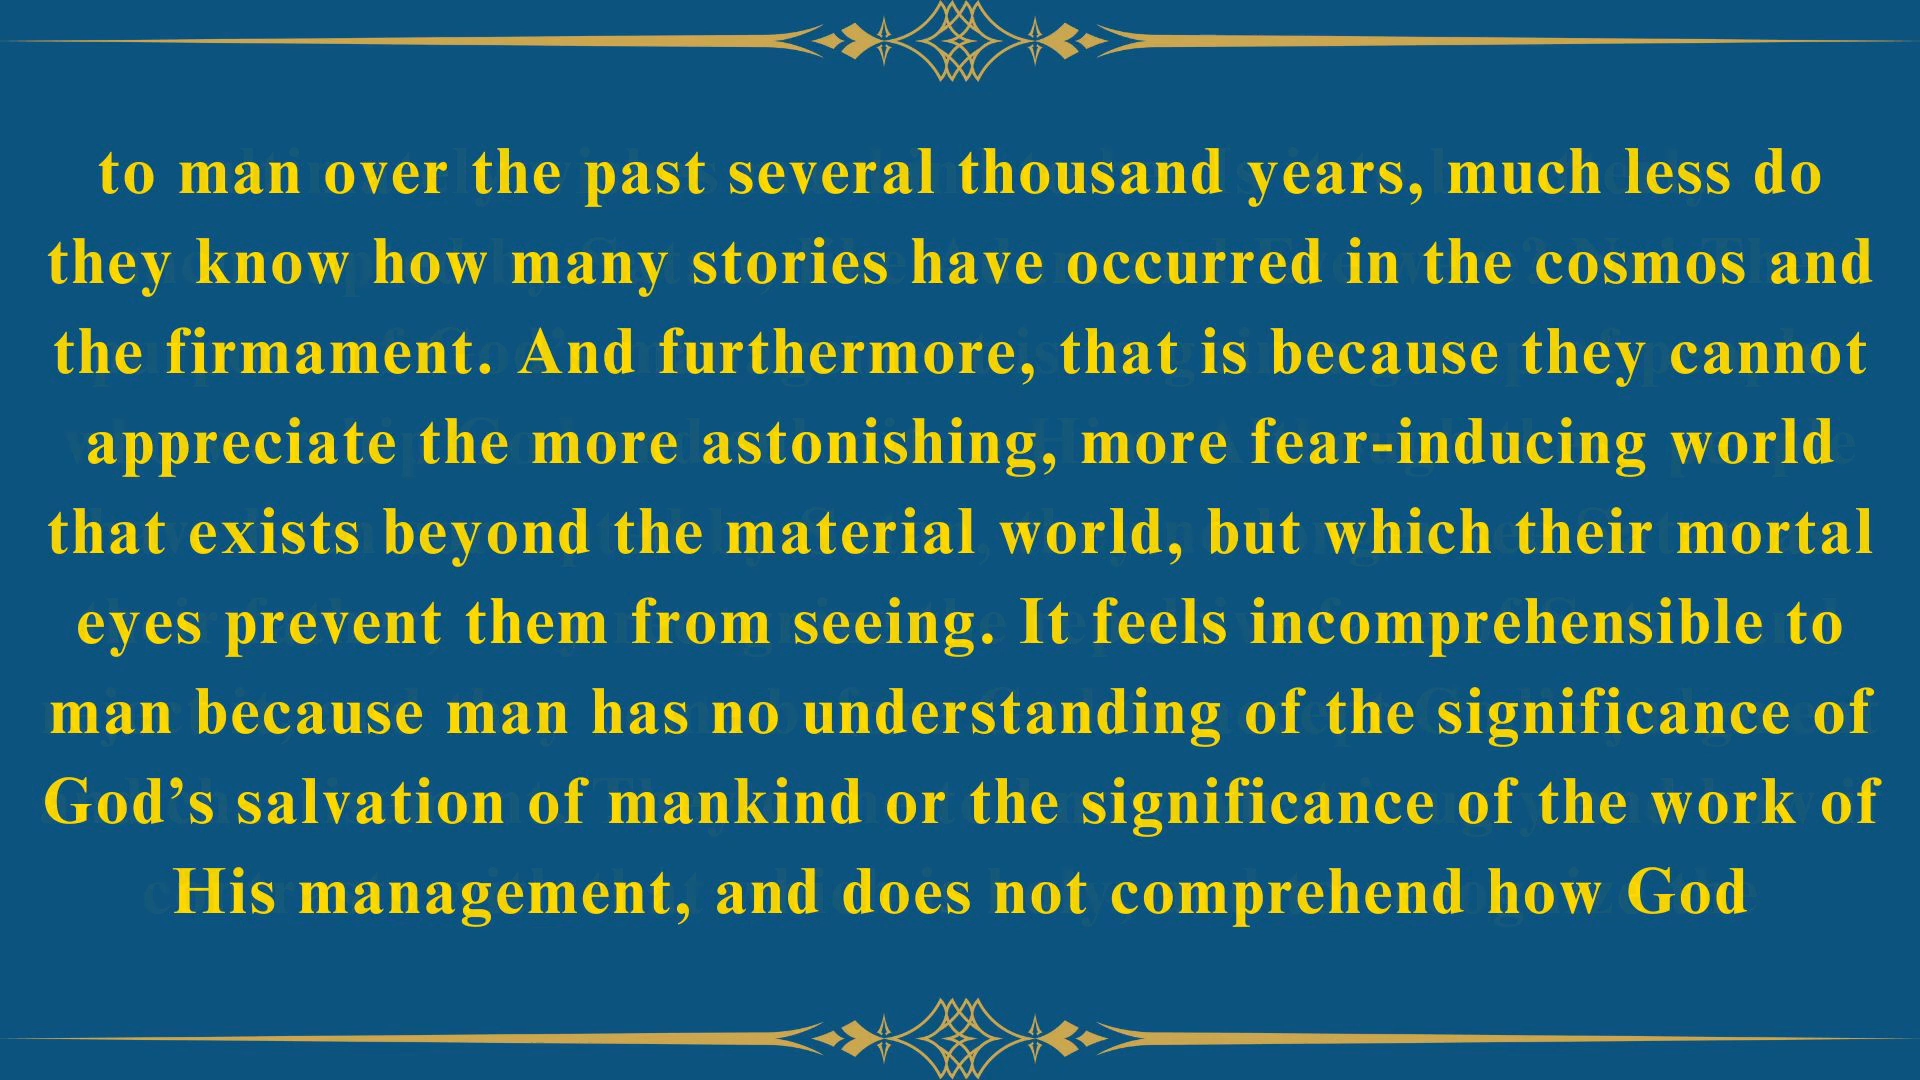 to man over the past several thousand years, much less do
they know how many stories have occurred in the cosmos and
the firmament. And furthermore, that is because they cannot
appreciate the more astonishing, more fear-inducing world
that exists beyond the material world, but which their mortal
eyes prevent them from seeing. It feels incomprehensible to
man because man has no understanding of the significance of
God’s salvation of mankind or the significance of the work of
His management, and does not comprehend how God